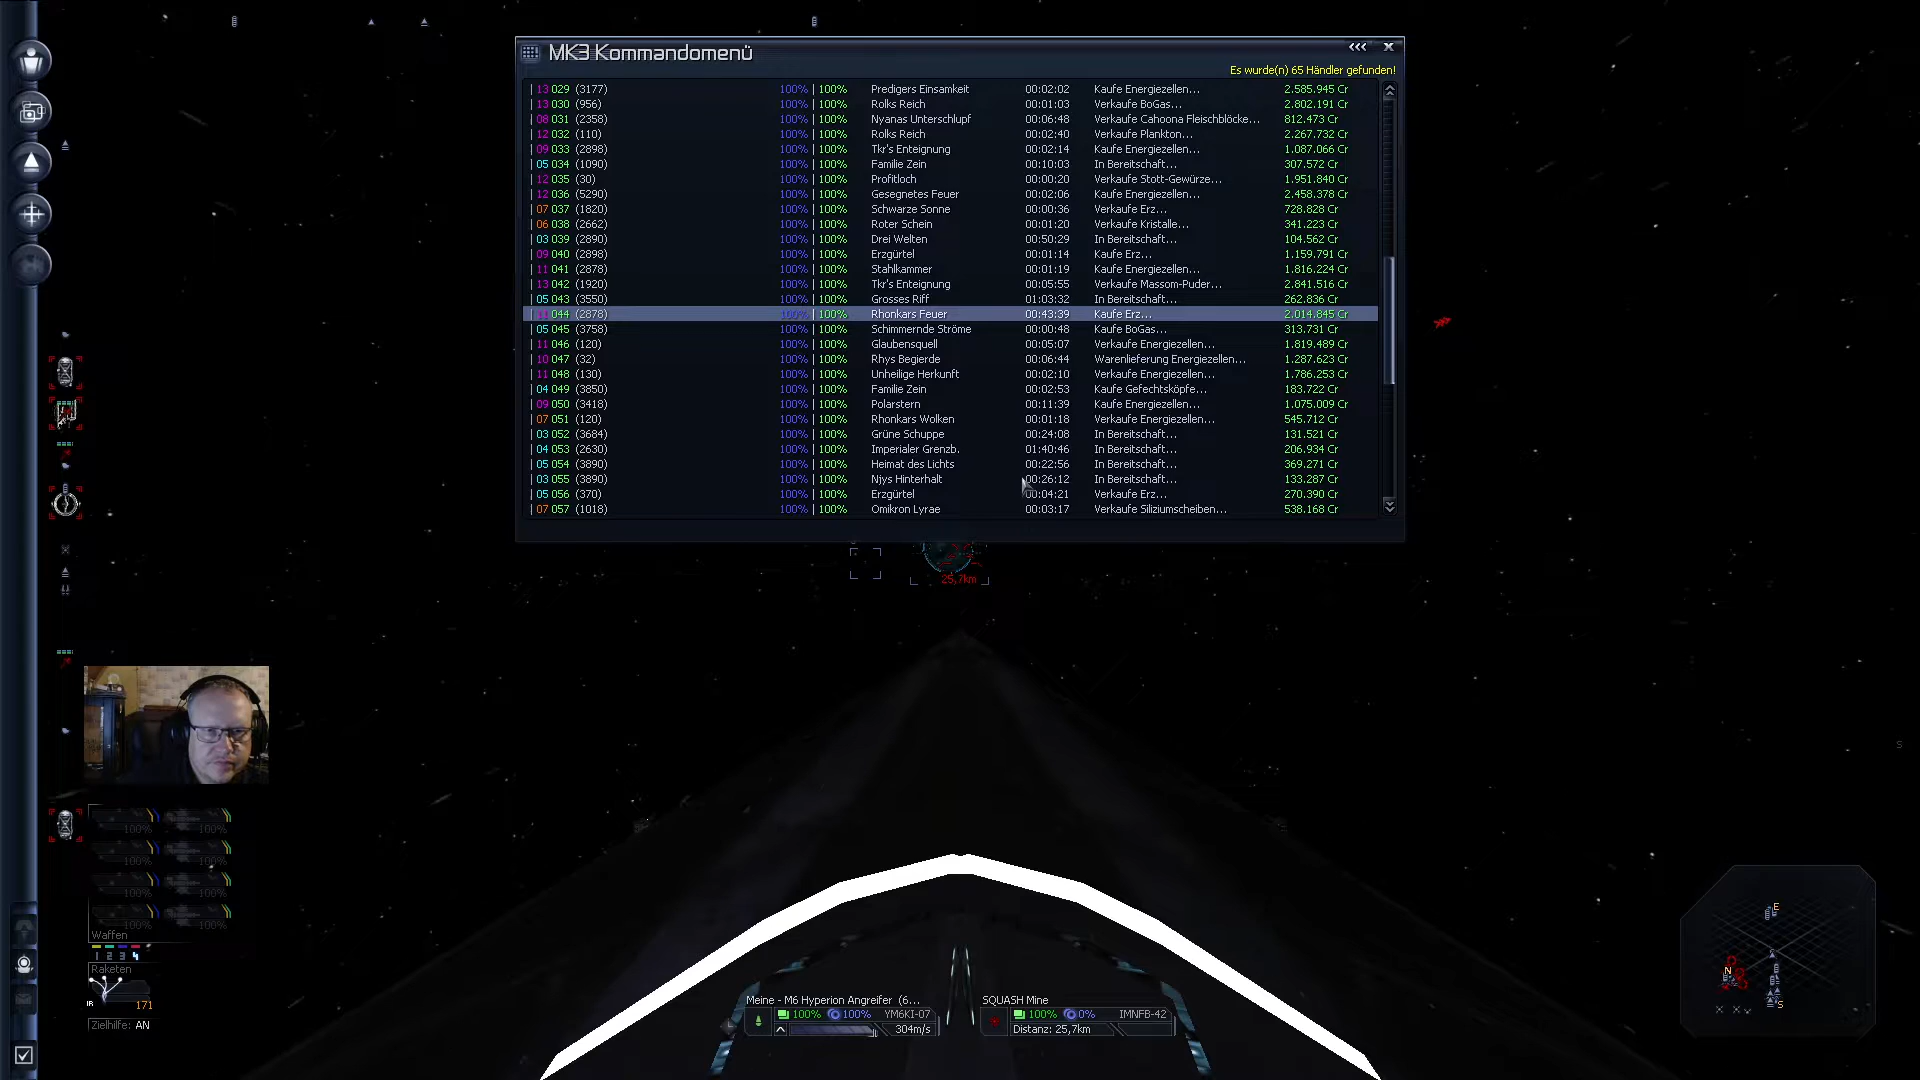 MK3 Kommandomenü
Es wurde(n) 65 Händler gefunden!
| 13 029 (3177) 100% | 100% Predigers Einsamkeit 00:02:02 Kaufe Energiezellen... 2.585.945 Cr
| 13 030 (956) 100% | 100% Rolks Reich 00:01:03 Verkaufe BoGas... 2.802.191 Cr
| 08 031 (2358) 100% | 100% Nyanas Unterschlupf 00:06:48 Verkaufe Cahoona Fleischblöcke... 812.473 Cr
| 12 032 (110) 100% | 100% Rolks Reich 00:02:40 Verkaufe Plankton... 2.267.732 Cr
| 09 033 (2898) 100% | 100% Tkr's Enteignung 00:02:14 Kaufe Energiezellen... 1.087.066 Cr
| 05 034 (1090) 100% | 100% Familie Zein 00:10:03 In Bereitschaft... 307.572 Cr
| 12 035 (30) 100% | 100% Profitloch 00:00:20 Verkaufe Stott-Gewürze... 1.951.840 Cr
| 12 036 (5290) 100% | 100% Gesegnetes Feuer 00:02:06 Kaufe Energiezellen... 2.458.378 Cr
| 07 037 (1820) 100% | 100% Schwarze Sonne 00:00:36 Verkaufe Erz... 728.828 Cr
| 06 038 (2662) 100% | 100% Roter Schein 00:01:20 Verkaufe Kristalle... 341.223 Cr
| 03 039 (2890) 100% | 100% Drei Welten 00:50:29 In Bereitschaft... 104.562 Cr
| 09 040 (2898) 100% | 100% Erzgürtel 00:01:14 Kaufe Erz... 1.159.791 Cr
| 11 041 (2878) 100% | 100% Stahlkammer 00:01:19 Kaufe Energiezellen... 1.816.224 Cr
| 13 042 (1920) 100% | 100% Tkr's Enteignung 00:05:55 Verkaufe Massom-Puder... 2.841.516 Cr
| 05 043 (3550) 100% | 100% Grosses Riff 01:03:32 In Bereitschaft... 262.836 Cr
| 11 044 (2878) 100% | 100% Rhonkars Feuer 00:43:39 Kaufe Erz... 2.014.845 Cr
| 05 045 (3758) 100% | 100% Schimmernde Ströme 00:00:48 Kaufe BoGas... 313.731 Cr
| 11 046 (120) 100% | 100% Glaubensquell 00:05:07 Verkaufe Energiezellen... 1.819.489 Cr
| 10 047 (32) 100% | 100% Rhys Begierde 00:06:44 Warenlieferung Energiezellen... 1.287.623 Cr
| 11 048 (130) 100% | 100% Unheilige Herkunft 00:02:10 Verkaufe Energiezellen... 1.786.253 Cr
| 04 049 (3850) 100% | 100% Familie Zein 00:02:53 Kaufe Gefechtsköpfe... 183.722 Cr
| 09 050 (3418) 100% | 100% Polarstern 00:11:39 Kaufe Energiezellen... 1.075.009 Cr
| 07 051 (120) 100% | 100% Rhonkars Wolken 00:01:18 Verkaufe Energiezellen... 545.712 Cr
| 03 052 (3684) 100% | 100% Grüne Schuppe 00:24:08 In Bereitschaft... 131.521 Cr
| 04 053 (2630) 100% | 100% Imperialer Grenzb. 01:40:46 In Bereitschaft... 206.934 Cr
| 05 054 (3890) 100% | 100% Heimat des Lichts 00:22:56 In Bereitschaft... 369.271 Cr
| 03 055 (3890) 100% | 100% Njys Hinterhalt 00:26:12 In Bereitschaft... 133.287 Cr
| 05 056 (370) 100% | 100% Erzgürtel 00:04:21 Verkaufe Erz... 270.390 Cr
| 07 057 (1018) 100% | 100% Omikron Lyrae 00:03:17 Verkaufe Siliziumscheiben... 538.168 Cr
25,7km
S
100% 100%
100% 100%
100% 100%
100% 100%
Waffen
1 2 3 4
Raketen
IR 171
Zielhilfe: AN
Meine - M6 Hyperion Angreifer (6...
100% 100% YM6KI-07
304m/s
SQUASH Mine
100% 0% IMNFB-42
Distanz: 25,7km
E
N
S